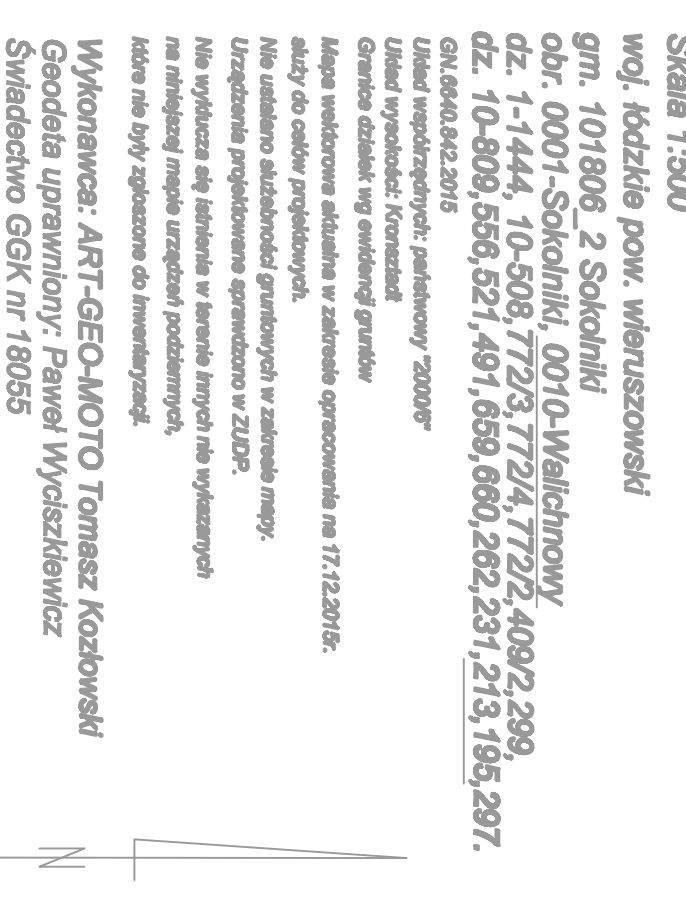 Skala 1:500
woj. łódzkie pow. wieruszowski
gm. 101806_2 Sokolniki
obr. 0001-Sokolniki, 0010-Walichnowy
dz. 1-1444, 10-508,772/3,772/4,772/2,409/2,299,
dz. 10-809,556,521,491,659,660,262,231,213,195,297.
GN.6640.842.2015
Układ współrzędnych: państwowy "2000/6"
Układ wysokości: Kronsztadt
Granice działek wg ewidencji gruntów
Mapa wektorowa aktualna w zakresie opracowania na 17.12.2015r.
służy do celów projektowych.
Nie ustalano służebności gruntowych w zakresie mapy.
Urządzenia projektowane sprawdzono w ZUDP.
Nie wyklucza się istnienia w terenie innych nie wykazanych
na niniejszej mapie urządzeń podziemnych,
które nie były zgłoszone do inwentaryzacji.
Wykonawca: ART-GEO-MOTO Tomasz Kozłowski
Geodeta uprawniony: Paweł Wyciszkiewicz
Świadectwo GGK nr 18055
N